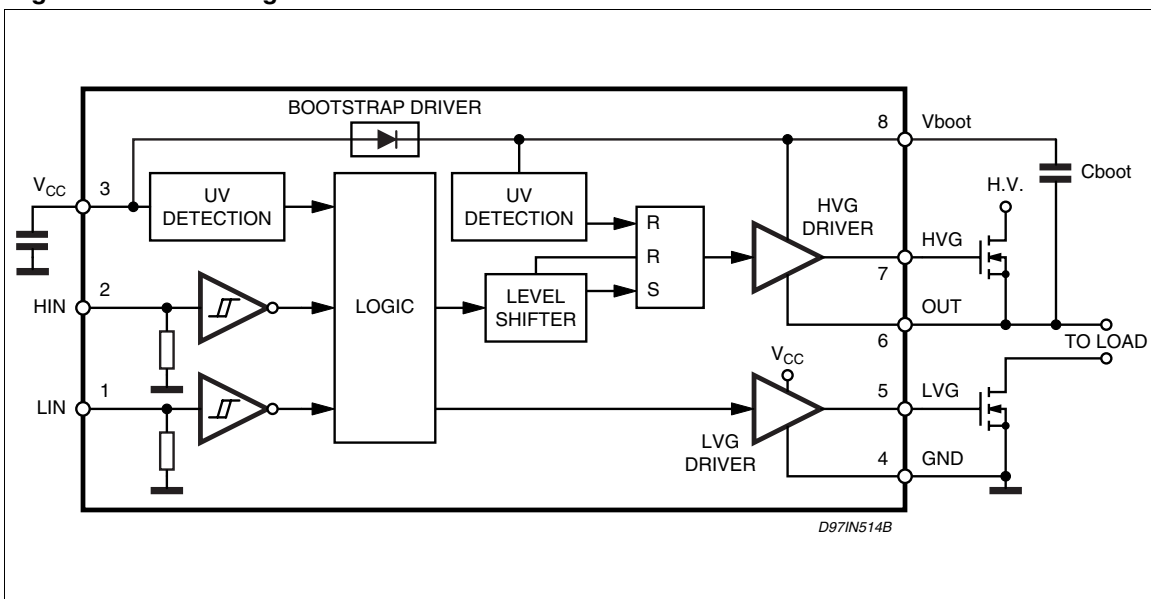 BOOTSTRAP DRIVER
8
Vboot
VCC
3
UV
DETECTION
UV
DETECTION
Cboot
H.V.
HVG
DRIVER
R
R
S
HVG
7
HIN
2
LOGIC
LEVEL
SHIFTER
OUT
6
TO LOAD
VCC
LIN
1
5
LVG
LVG
DRIVER
4
GND
D97IN514B